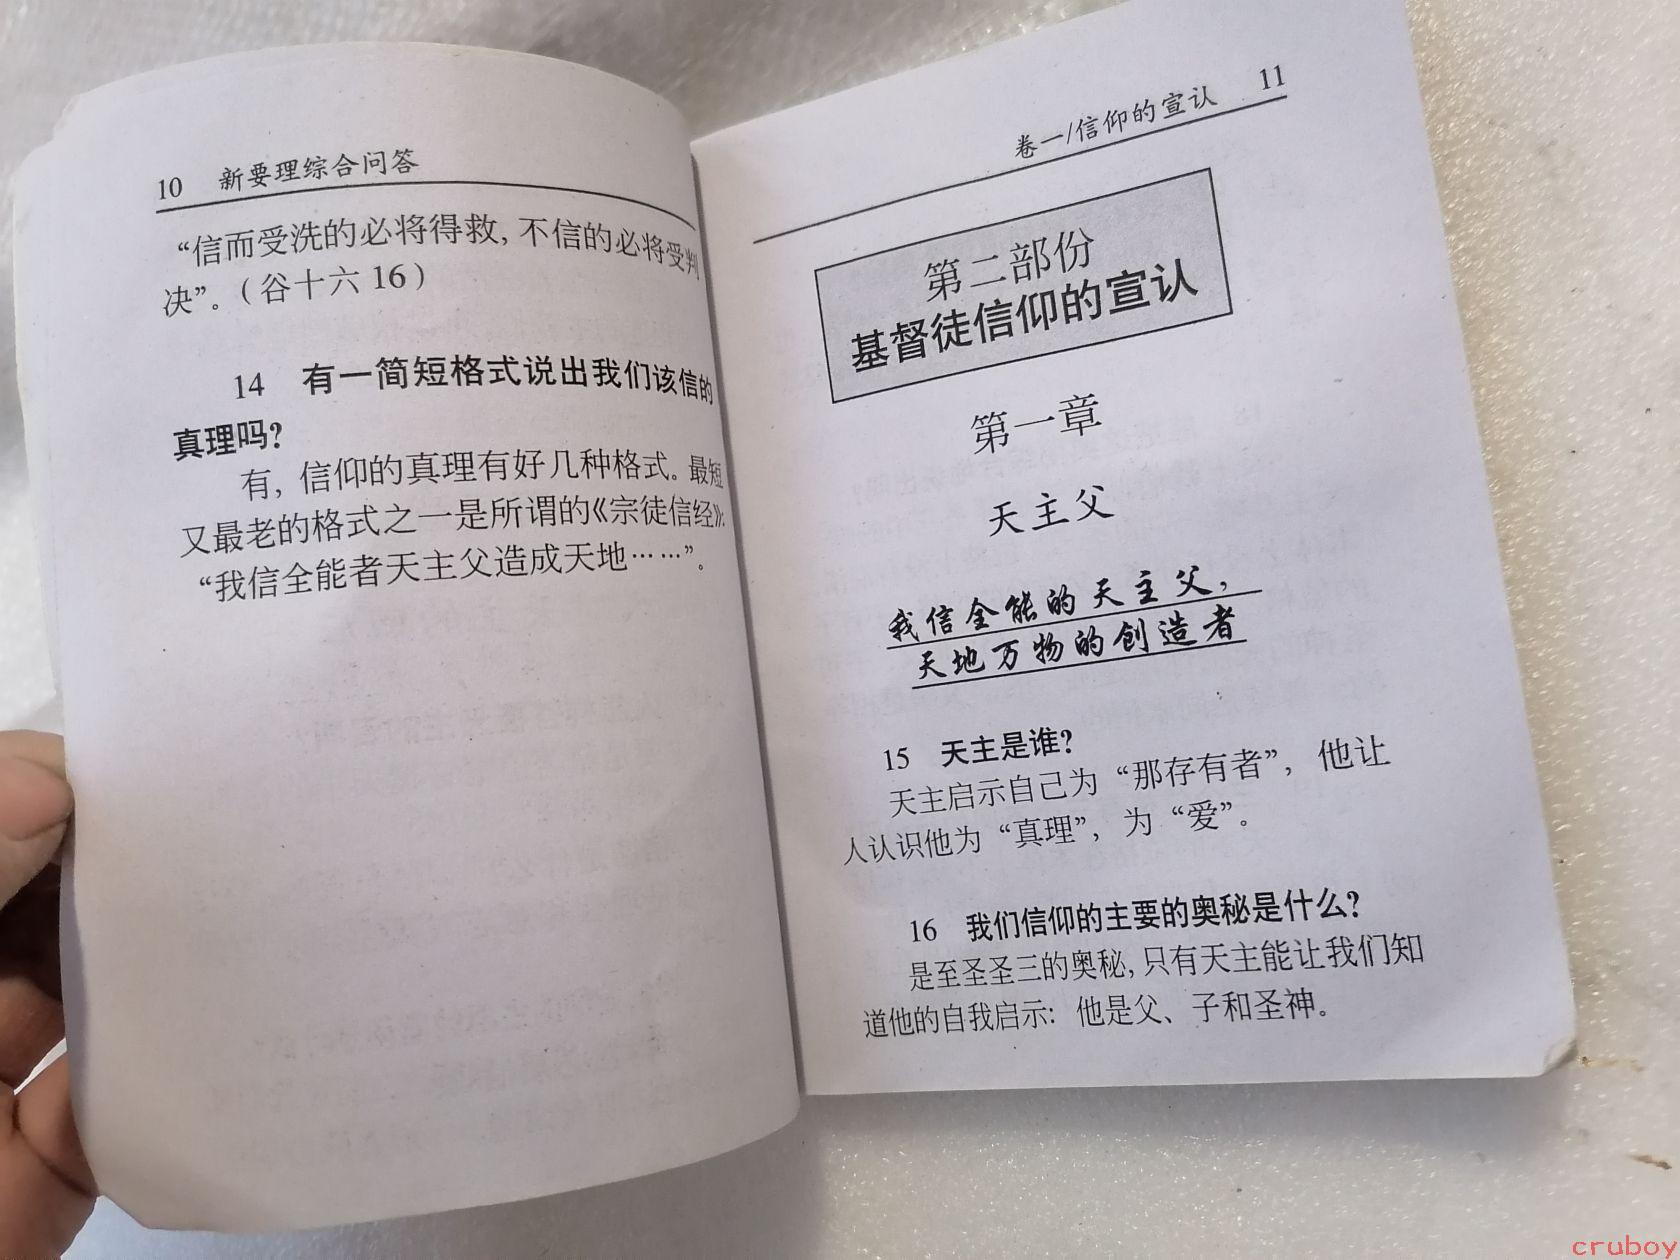 10 新要理综合问答
“信而受洗的必将得救, 不信的必将受判
决”。(谷十六 16)
14 有一简短格式说出我们该信的
真理吗?
有, 信仰的真理有好几种格式。最短
又最老的格式之一是所谓的《宗徒信经》:
“我信全能者天主父造成天地……”。
卷一/信仰的宣认 11
第二部份
基督徒信仰的宣认
第一章
天主父
我信全能的天主父,
天地万物的创造者
15 天主是谁?
天主启示自己为“那存有者”, 他让
人认识他为“真理”, 为“爱”。
16 我们信仰的主要的奥秘是什么?
是至圣圣三的奥秘, 只有天主能让我们知
道他的自我启示: 他是父、子和圣神。
cruboy